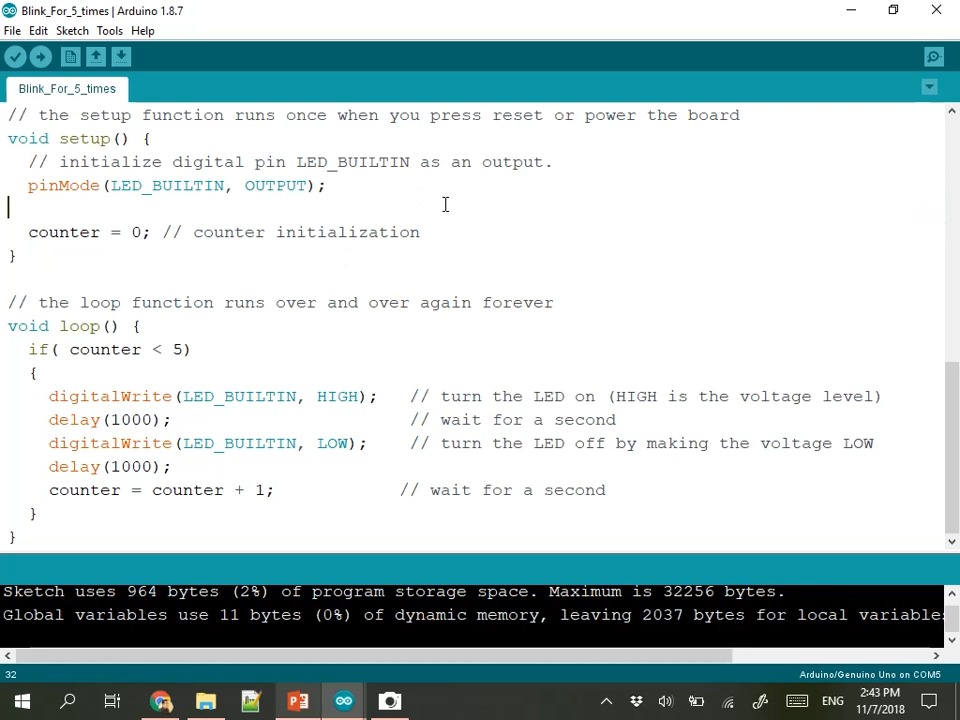 Blink_For_5_times | Arduino 1.8.7
File Edit Sketch Tools Help
Blink_For_5_times
// the setup function runs once when you press reset or power the board
void setup() {
// initialize digital pin LED_BUILTIN as an output.
pinMode(LED_BUILTIN, OUTPUT);
counter = 0; // counter initialization
}
// the loop function runs over and over again forever
void loop() {
if( counter < 5)
{
digitalWrite(LED_BUILTIN, HIGH); // turn the LED on (HIGH is the voltage level)
delay(1000); // wait for a second
digitalWrite(LED_BUILTIN, LOW); // turn the LED off by making the voltage LOW
delay(1000);
counter = counter + 1; // wait for a second
}
}
Sketch uses 964 bytes (2%) of program storage space. Maximum is 32256 bytes.
Global variables use 11 bytes (0%) of dynamic memory, leaving 2037 bytes for local variables
32 Arduino/Genuino Uno on COM5
ENG 2:43 PM
11/7/2018